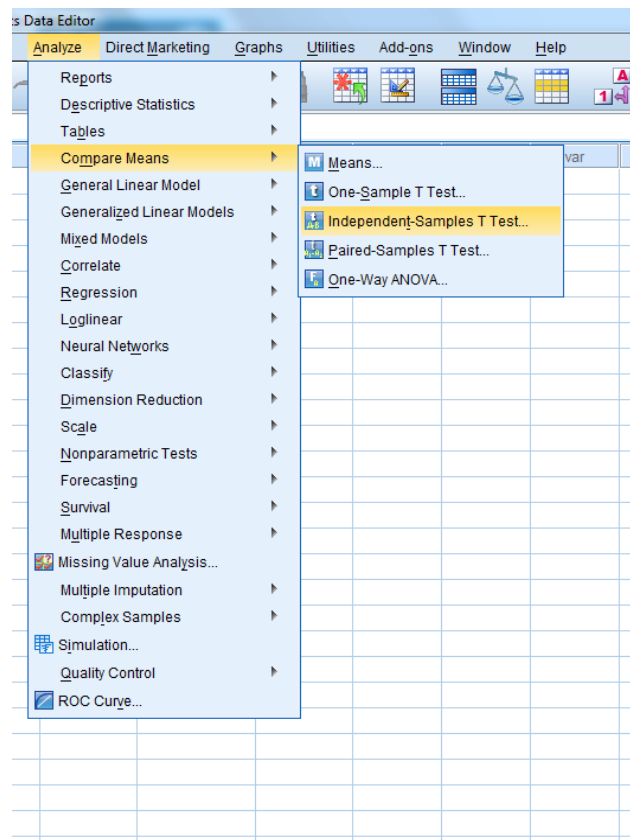 s Data Editor
Analyze Direct Marketing Graphs Utilities Add-ons Window Help
Reports
Descriptive Statistics
Tables
Compare Means
General Linear Model
Generalized Linear Models
Mixed Models
Correlate
Regression
Loglinear
Neural Networks
Classify
Dimension Reduction
Scale
Nonparametric Tests
Forecasting
Survival
Multiple Response
Missing Value Analysis...
Multiple Imputation
Complex Samples
Simulation...
Quality Control
ROC Curve...
M Means...
t One-Sample T Test...
Independent-Samples T Test...
Paired-Samples T Test...
One-Way ANOVA...
var
A
1